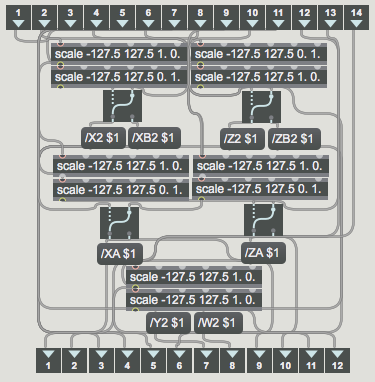 1 2 3 4 5 6 7 8 9 10 11 12 13 14
scale -127.5 127.5 1. 0. scale -127.5 127.5 0. 1.
scale -127.5 127.5 0. 1. scale -127.5 127.5 1. 0.
/X2 $1 /XB2 $1 /Z2 $1 /ZB2 $1
scale -127.5 127.5 1. 0. scale -127.5 127.5 1. 0.
scale -127.5 127.5 0. 1. scale -127.5 127.5 0. 1.
/XA $1 /ZA $1
scale -127.5 127.5 1. 0.
scale -127.5 127.5 0. 1.
/Y2 $1 /W2 $1
1 2 3 4 5 6 7 8 9 10 11 12